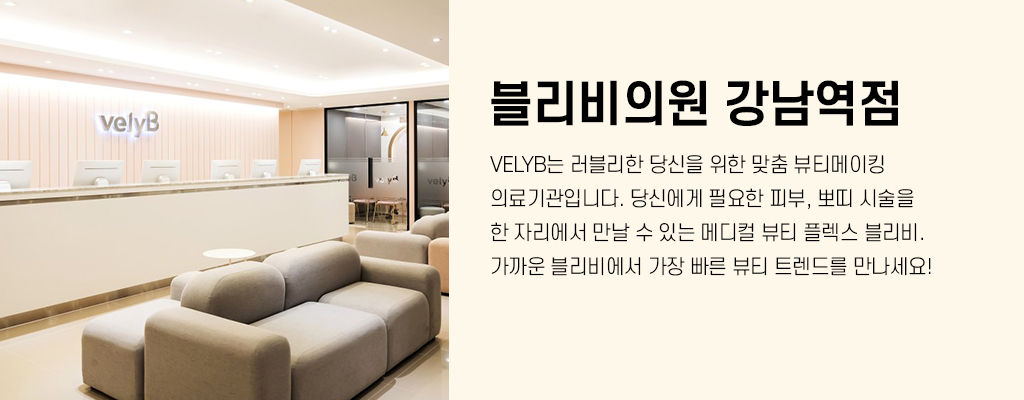 velyB
velyB
블리비의원 강남역점
VELYB는 러블리한 당신을 위한 맞춤 뷰티메이킹
의료기관입니다. 당신에게 필요한 피부, 쁘띠 시술을
한 자리에서 만날 수 있는 메디컬 뷰티 플렉스 블리비.
가까운 블리비에서 가장 빠른 뷰티 트렌드를 만나세요!